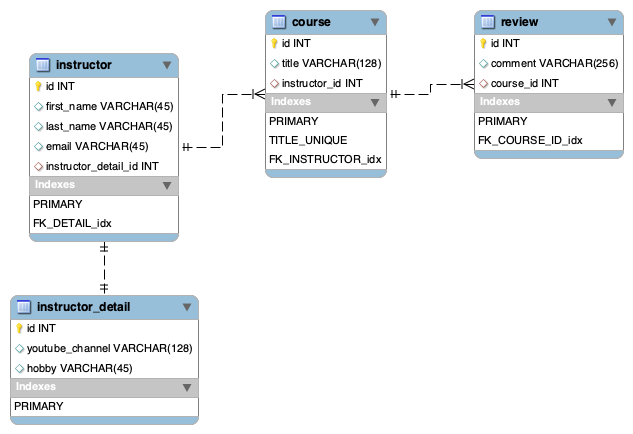 instructor
id INT
first_name VARCHAR(45)
last_name VARCHAR(45)
email VARCHAR(45)
instructor_detail_id INT
Indexes
PRIMARY
FK_DETAIL_idx
course
id INT
title VARCHAR(128)
instructor_id INT
Indexes
PRIMARY
TITLE_UNIQUE
FK_INSTRUCTOR_idx
review
id INT
comment VARCHAR(256)
course_id INT
Indexes
PRIMARY
FK_COURSE_ID_idx
instructor_detail
id INT
youtube_channel VARCHAR(128)
hobby VARCHAR(45)
Indexes
PRIMARY